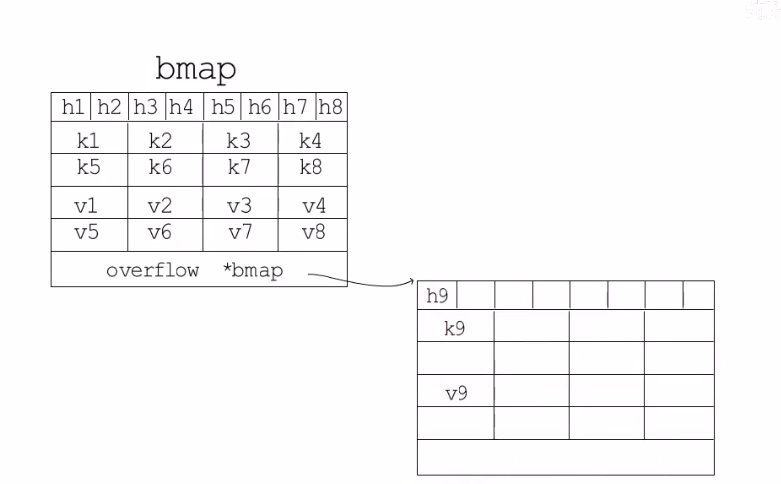 bmap
h1 h2 h3 h4 h5 h6 h7 h8
k1 k2 k3 k4
k5 k6 k7 k8
v1 v2 v3 v4
v5 v6 v7 v8
overflow *bmap
h9
k9
v9